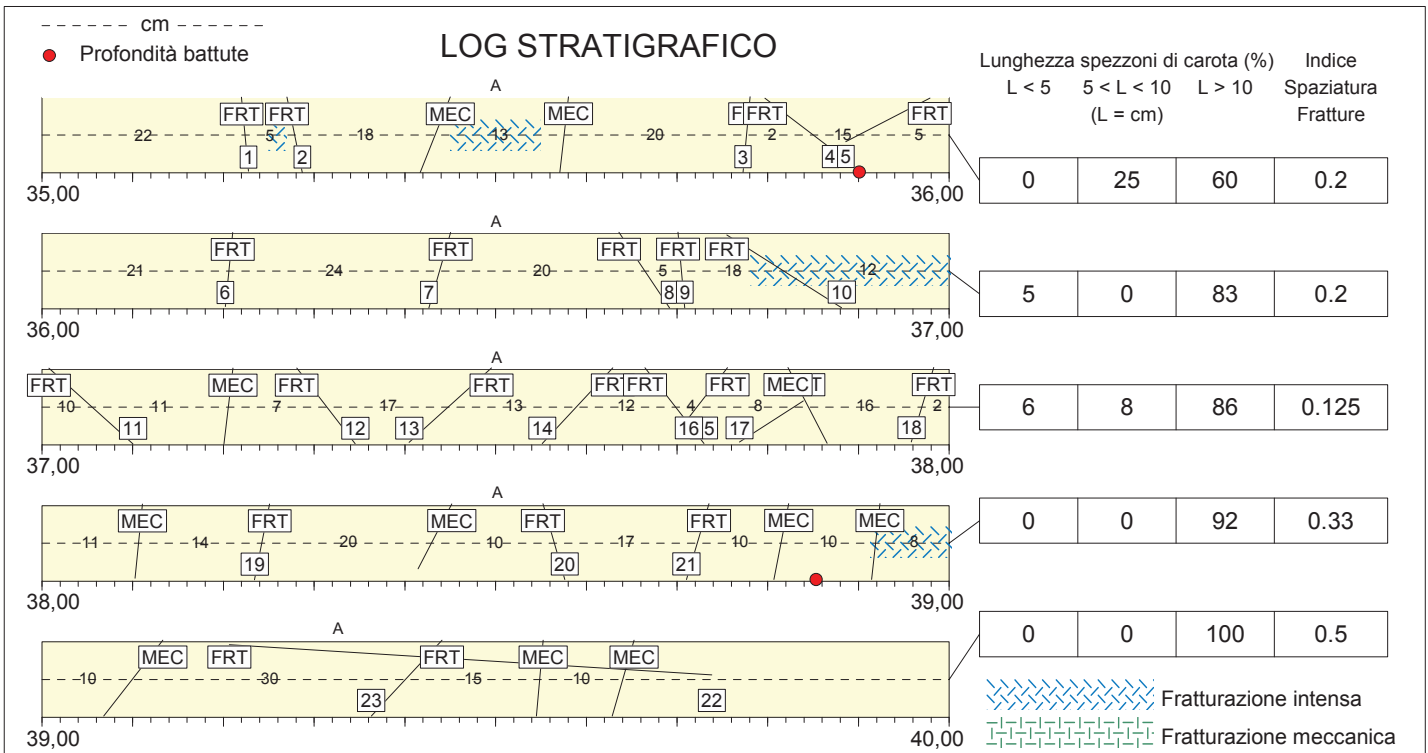 cm
Profondità battute
LOG STRATIGRAFICO
Lunghezza spezzoni di carota (%) Indice
L < 5 5 < L < 10 L > 10 Spaziatura
(L = cm) Fratture
A
FRT FRT MEC MEC F FRT FRT
22 5 18 13 20 2 15 5
1 2 3 4 5
35,00 36,00
0 25 60 0.2
A
FRT FRT FRT FRT FRT
21 24 20 5 18 12
6 7 8 9 10
36,00 37,00
5 0 83 0.2
A
FRT MEC FRT FRT FRT FRT FRT MEC T FRT
10 11 7 17 13 12 4 8 16 2
11 12 13 14 16 5 17 18
37,00 38,00
6 8 86 0.125
A
MEC FRT MEC FRT FRT MEC MEC
11 14 20 10 17 10 10 8
19 20 21
38,00 39,00
0 0 92 0.33
A
MEC FRT FRT MEC MEC
10 30 15 10
23 22
39,00 40,00
0 0 100 0.5
Fratturazione intensa
Fratturazione meccanica